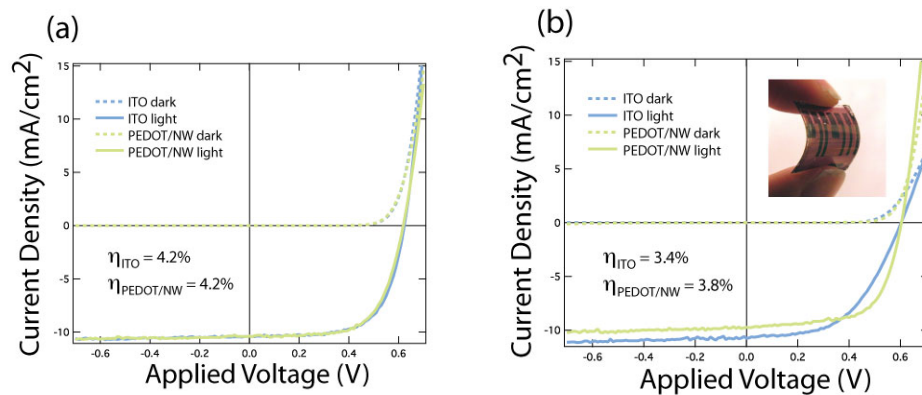 (a)
Current Density (mA/cm2)
15
10
5
0
-5
-10
ITO dark
ITO light
PEDOT/NW dark
PEDOT/NW light
ηITO = 4.2%
ηPEDOT/NW = 4.2%
-0.6 -0.4 -0.2 0.0 0.2 0.4 0.6
Applied Voltage (V)
(b)
Current Density (mA/cm2)
15
10
5
0
-5
-10
ITO dark
ITO light
PEDOT/NW dark
PEDOT/NW light
ηITO = 3.4%
ηPEDOT/NW = 3.8%
-0.6 -0.4 -0.2 0.0 0.2 0.4 0.6
Applied Voltage (V)